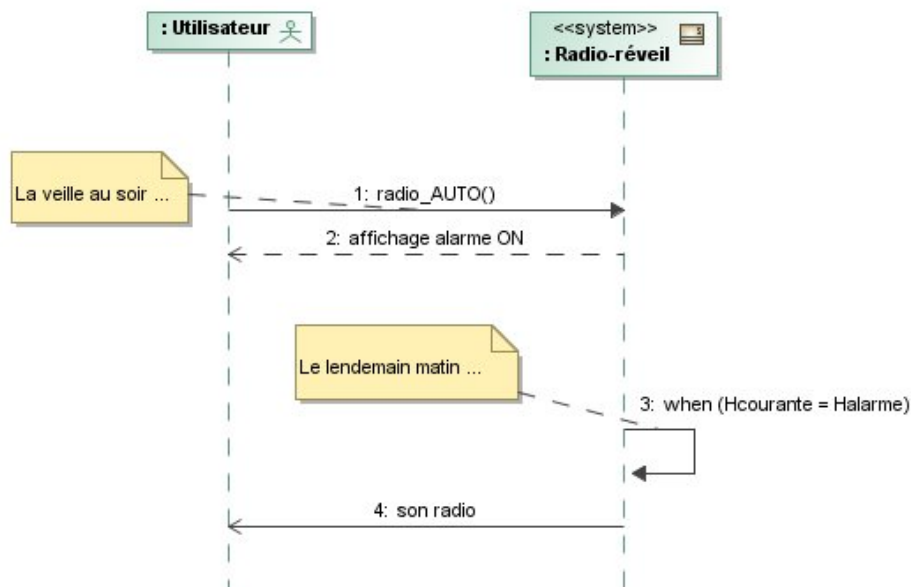 : Utilisateur
<<system>>
: Radio-réveil
La veille au soir ...
1: radio_AUTO()
2: affichage alarme ON
Le lendemain matin ...
3: when (Hcourante = Halarme)
4: son radio